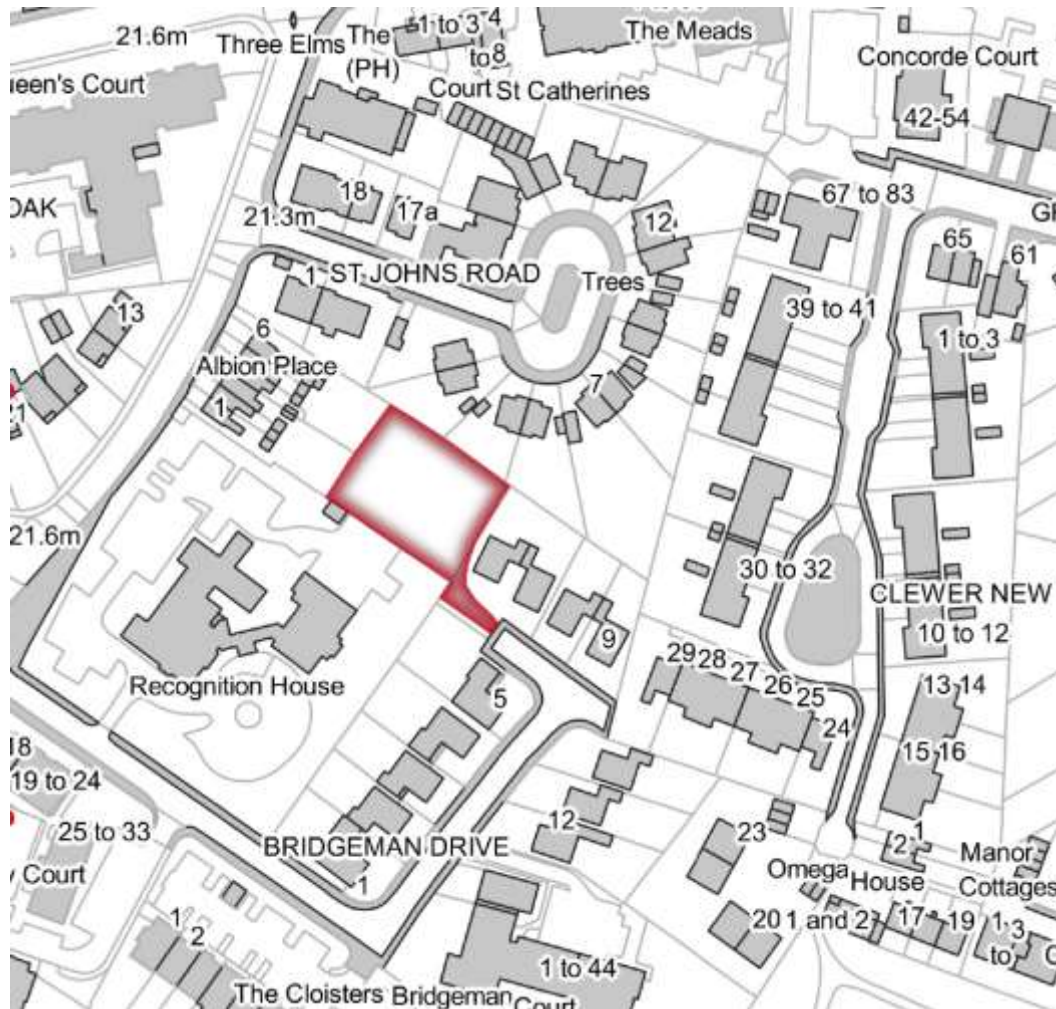 21.6m
Three Elms
The
(PH)
1 to 3
4
to
8
The Meads
Concorde Court
ueen's Court
Court
St Catherines
42-54
OAK
21.3m
18
17a
12
67 to 83
65
61
1
ST JOHNS ROAD
Trees
39 to 41
1 to 3
13
6
Albion Place
1
7
21
21.6m
30 to 32
CLEWER NEW
10 to 12
9
29
28
27
26
25
24
13
14
15
16
Recognition House
5
18
19 to 24
25 to 33
12
23
1
2
BRIDGEMAN DRIVE
1
Omega
House
Manor
Cottages
Court
20
1 and 2
17
19
1
3
to
1
2
1 to 44
The Cloisters
Bridgeman
Court